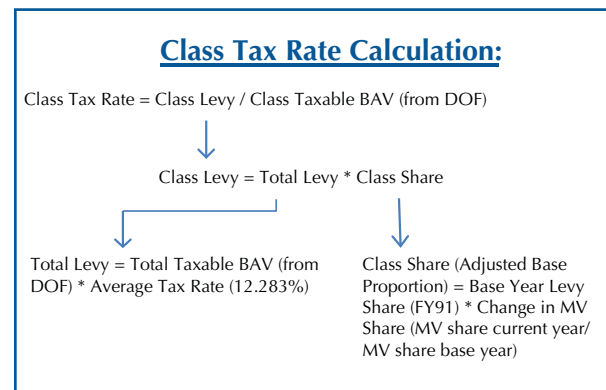 Class Tax Rate Calculation:
Class Tax Rate = Class Levy / Class Taxable BAV (from DOF)
Class Levy = Total Levy * Class Share
Total Levy = Total Taxable BAV (from
DOF) * Average Tax Rate (12.283%)
Class Share (Adjusted Base
Proportion) = Base Year Levy
Share (FY91) * Change in MV
Share (MV share current year/
MV share base year)